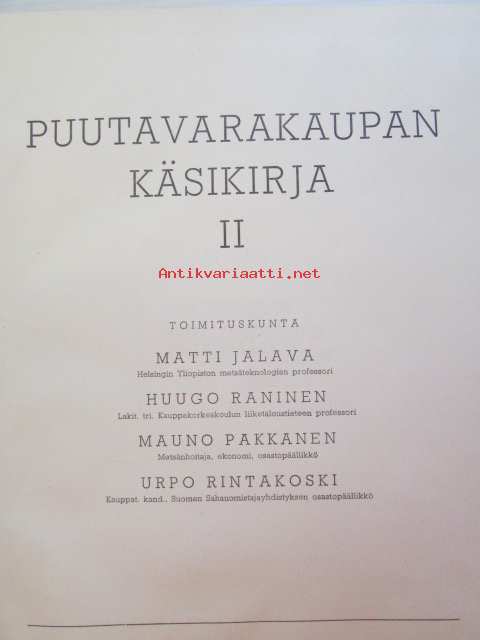 PUUTAVARAKAUPAN
KÄSIKIRJA
II
Antikvariaatti.net
TOIMITUSKUNTA
MATTI JALAVA
Helsingin Yliopiston metsäteknologian professori
HUUGO RANINEN
Lakit. tri. Kauppakorkeakoulun liiketaloustieteen professori
MAUNO PAKKANEN
Metsänhoitaja, ekonomi, osastopäällikkö
URPO RINTAKOSKI
Kauppat. kand., Suomen Sahanomistajayhdistyksen osastopäällikkö